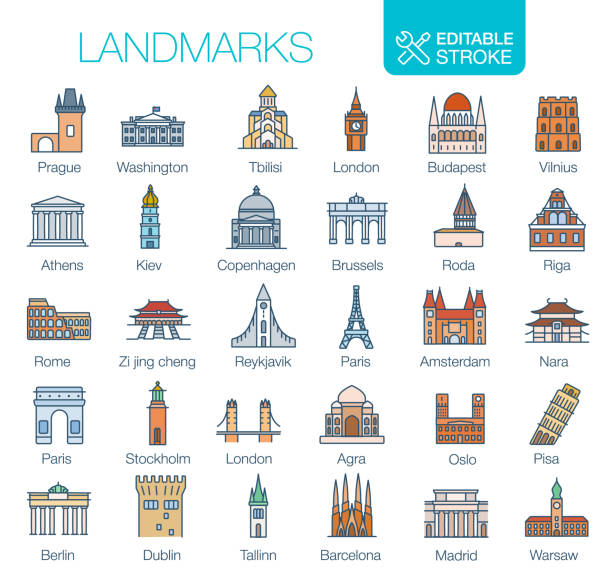 LANDMARKS
EDITABLE
STROKE
Prague Washington Tbilisi London Budapest Vilnius
Athens Kiev Copenhagen Brussels Roda Riga
Rome Zi jing cheng Reykjavik Paris Amsterdam Nara
Paris Stockholm London Agra Oslo Pisa
Berlin Dublin Tallinn Barcelona Madrid Warsaw